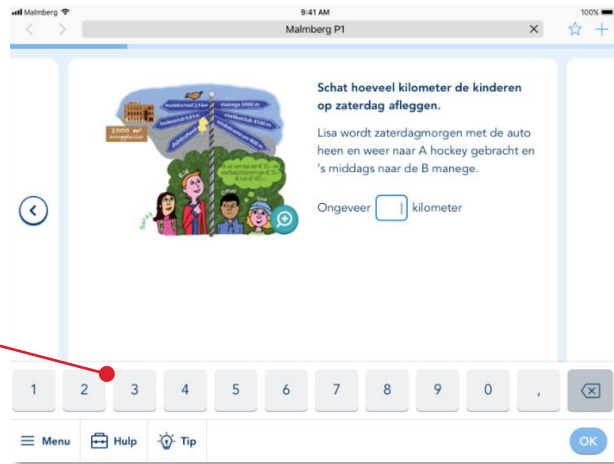 Malmberg
9:41 AM
100%
Malmberg P1
Schat hoeveel kilometer de kinderen
op zaterdag afleggen.
Lisa wordt zaterdagmorgen met de auto
heen en weer naar A hockey gebracht en
's middags naar de B manege.
Ongeveer
kilometer
2000 m²
1 2 3 4 5 6 7 8 9 0 ,
Menu
Hulp
Tip
OK